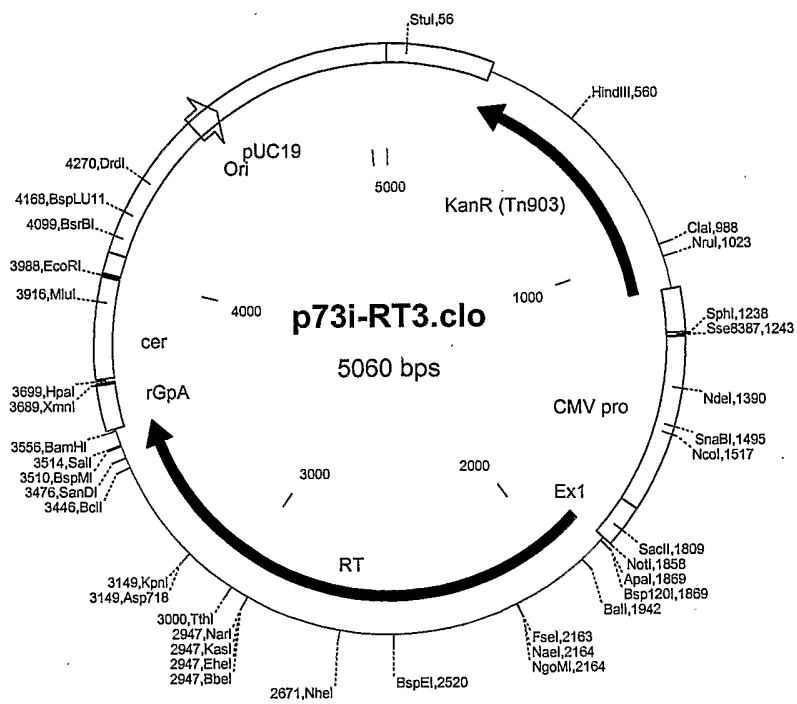 StuI,56
HindIII,560
pUC19
Ori
4270,DrdI
5000
4168,BspLU11
KanR (Tn903)
4099,BsrBI
ClaI,988
NruI,1023
3988,EcoRI
3916,MluI
1000
4000
p73i-RT3.clo
SphI,1238
Sse8387,1243
cer
5060 bps
3699,HpaI
rGpA
NdeI,1390
3689,XmnI
CMV pro
SnaBI,1495
3556,BamHI
NcoI,1517
3514,SalI
3510,BspMI
2000
3476,SanDI
3000
3446,BclI
Ex1
SacII,1809
RT
NotI,1858
3149,KpnI
ApaI,1869
3149,Asp718
Bsp120I,1869
BalI,1942
3000,TthI
2947,NarI
FseI,2163
2947,KasI
NaeI,2164
2947,EheI
NgoMI,2164
2947,BbeI
BspEI,2520
2671,NheI